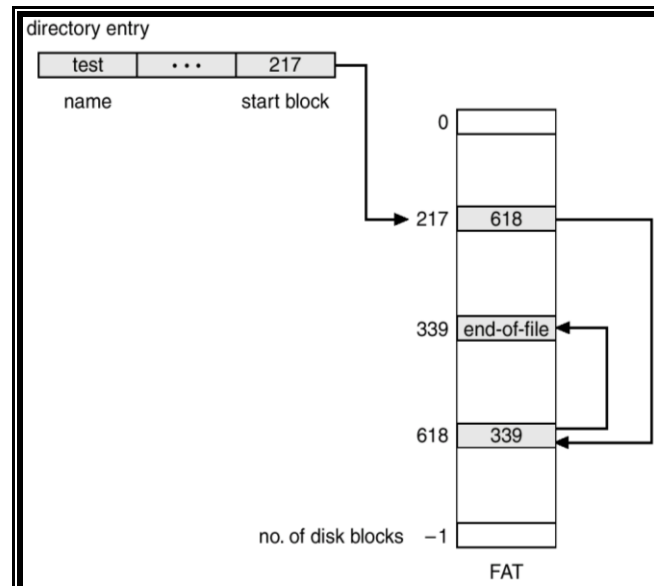 directory entry
test ... 217
name start block
0
217 618
339 end-of-file
618 339
no. of disk blocks –1
FAT